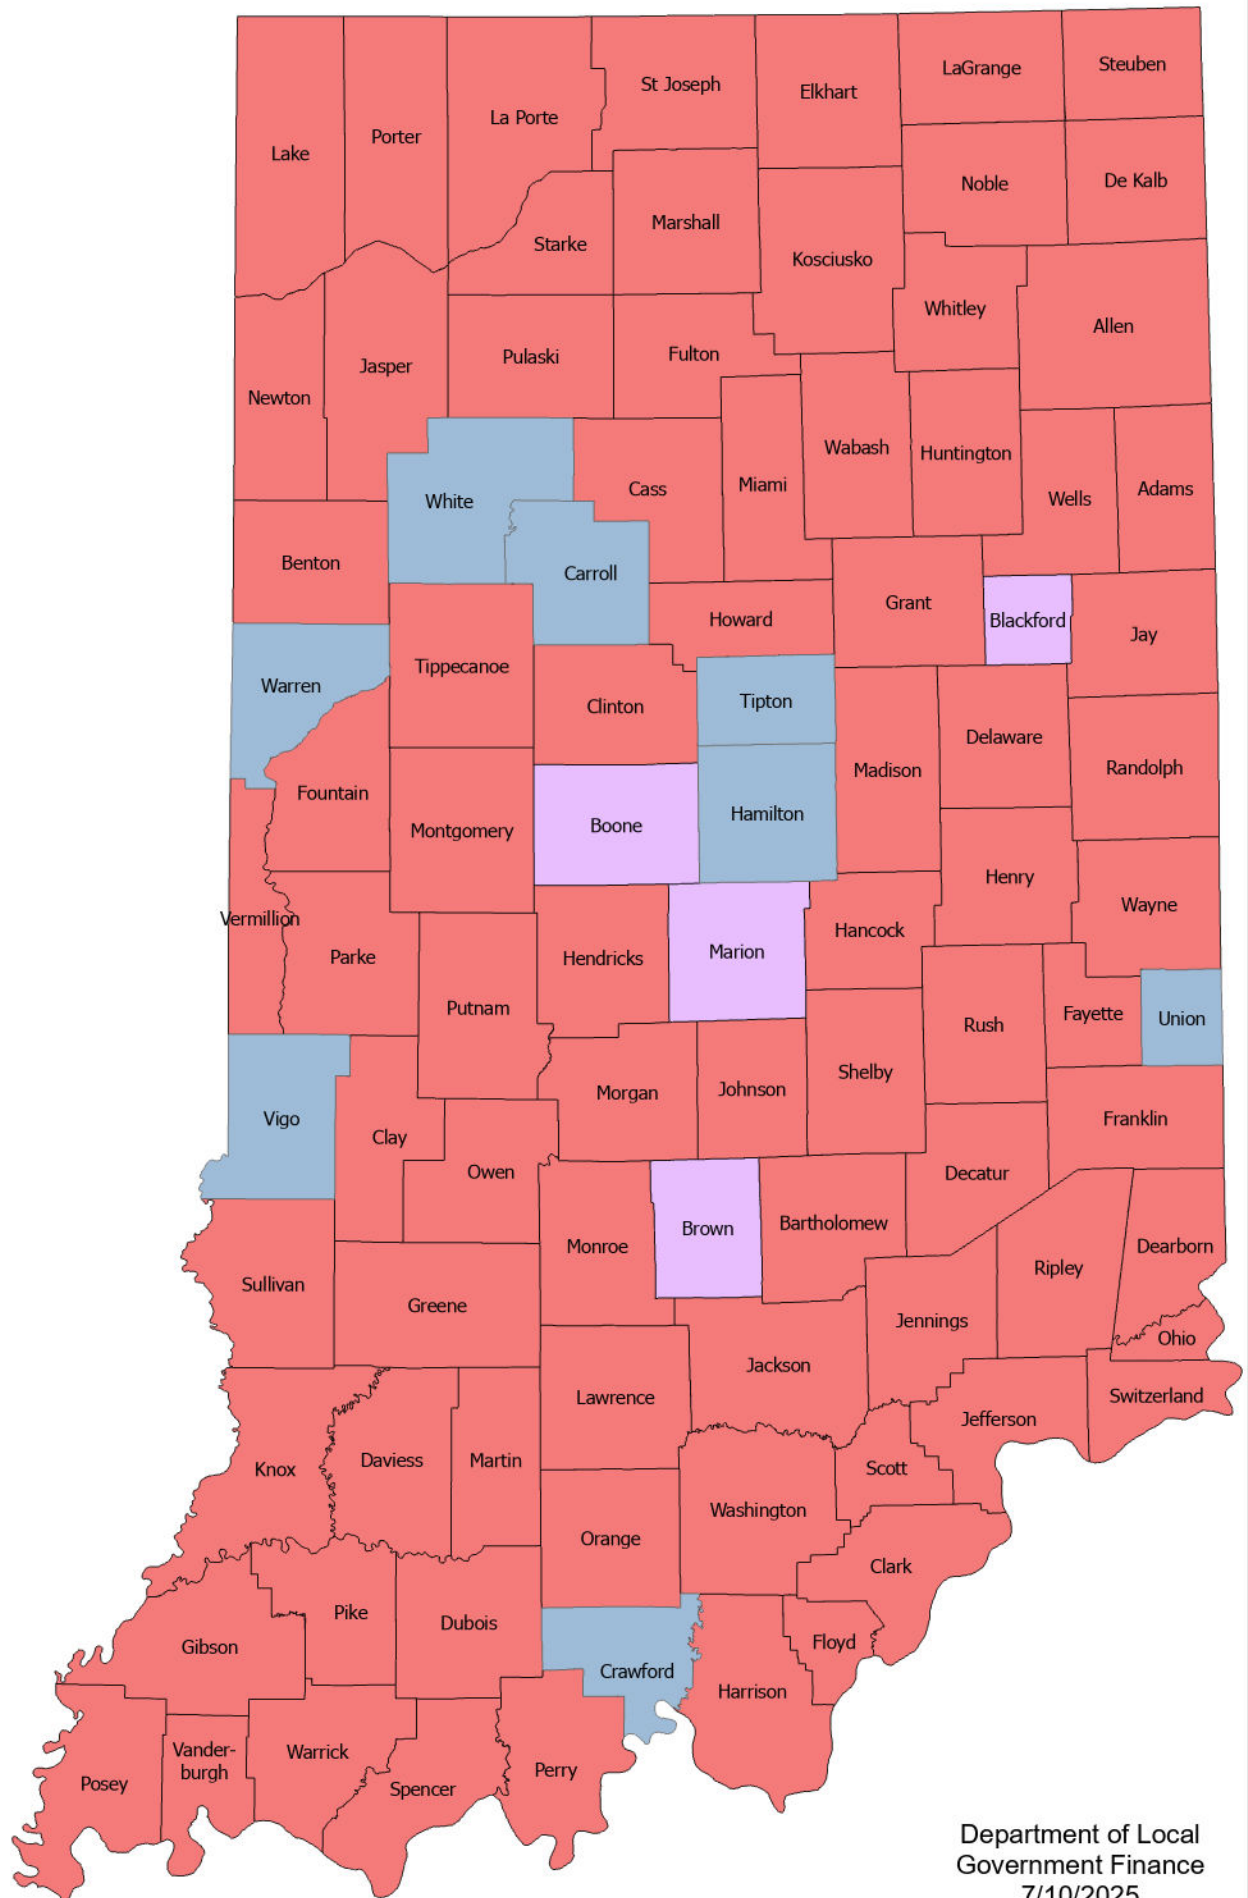 Steuben
LaGrange
St Joseph
Elkhart
La Porte
Porter
Lake
De Kalb
Noble
Marshall
Starke
Kosciusko
Whitley
Allen
Fulton
Pulaski
Jasper
Newton
Wabash
Huntington
Miami
Cass
Adams
Wells
White
Benton
Carroll
Grant
Howard
Blackford
Jay
Tippecanoe
Warren
Tipton
Clinton
Delaware
Randolph
Madison
Fountain
Hamilton
Boone
Montgomery
Henry
Wayne
Vermillion
Hancock
Marion
Parke
Hendricks
Putnam
Fayette
Union
Rush
Shelby
Johnson
Morgan
Vigo
Franklin
Clay
Owen
Decatur
Bartholomew
Brown
Monroe
Dearborn
Ripley
Sullivan
Greene
Jennings
Ohio
Jackson
Switzerland
Lawrence
Jefferson
Daviess
Martin
Knox
Scott
Washington
Orange
Clark
Pike
Dubois
Gibson
Floyd
Crawford
Harrison
Vander-
burgh
Warrick
Perry
Posey
Spencer
Department of Local
Government Finance
7/10/2025